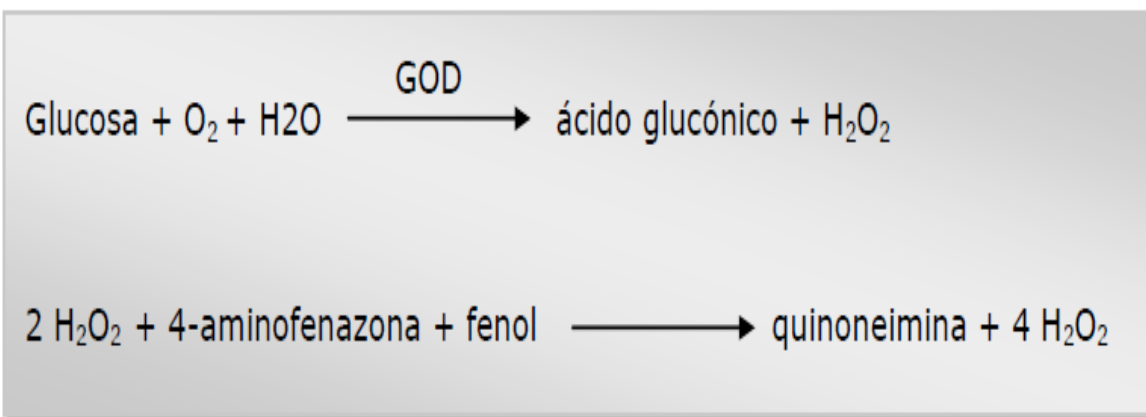 GOD
Glucosa + O₂ + H2O → ácido glucónico + H₂O₂
2 H₂O₂ + 4-aminofenazona + fenol → quinoneimina + 4 H₂O₂